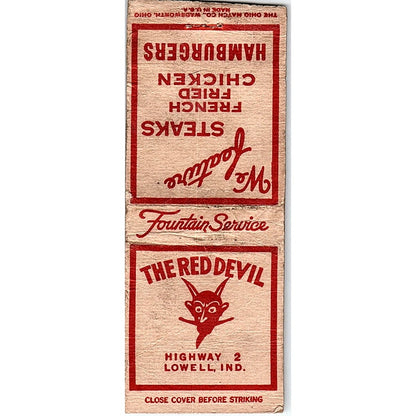 THE OHIO MATCH CO., WADSWORTH, OHIO
MADE IN U.S.A.
We
feature
STEAKS
FRENCH
FRIED
CHICKEN
HAMBURGERS
Fountain Service
THE RED DEVIL
HIGHWAY 2
LOWELL, IND.
CLOSE COVER BEFORE STRIKING